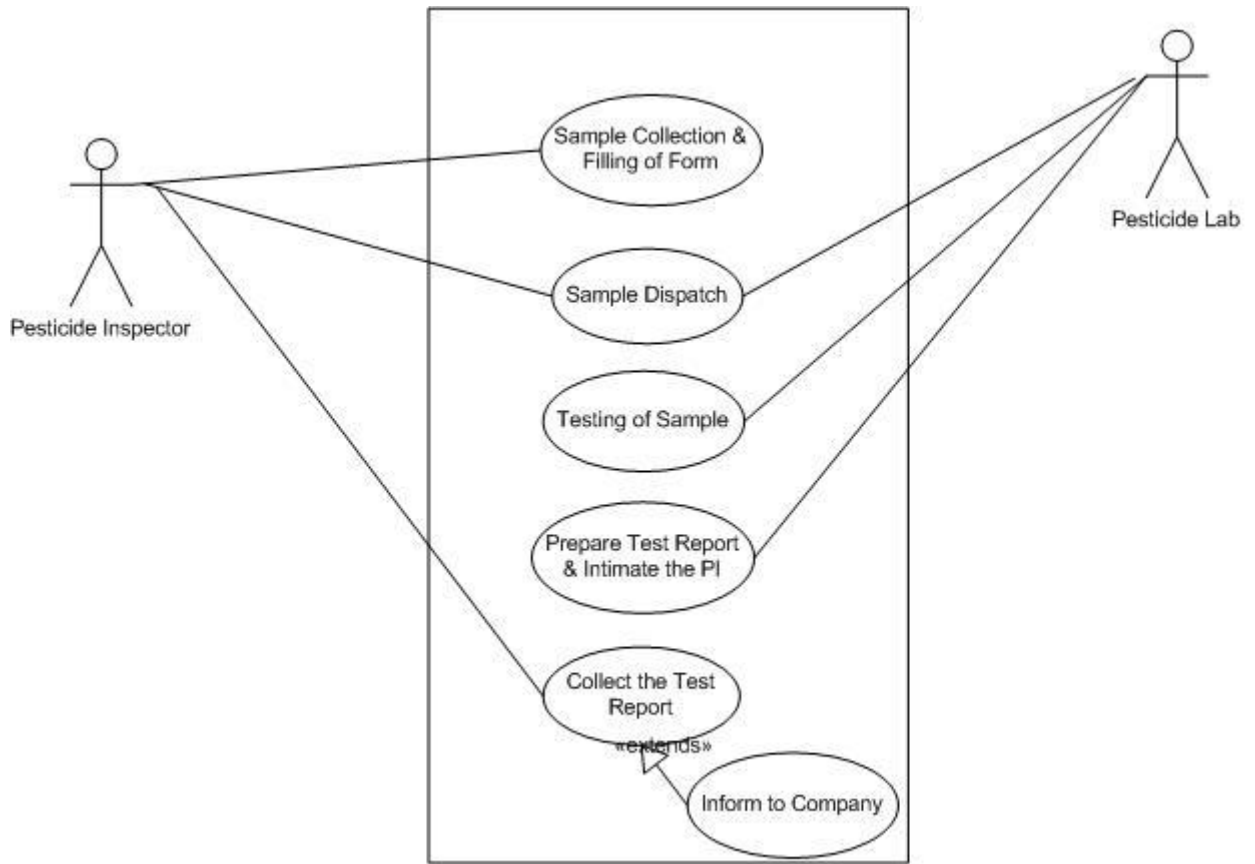 Sample Collection &
Filling of Form
Pesticide Lab
Sample Dispatch
Pesticide Inspector
Testing of Sample
Prepare Test Report
& Intimate the PI
Collect the Test
Report
«extends»
Inform to Company